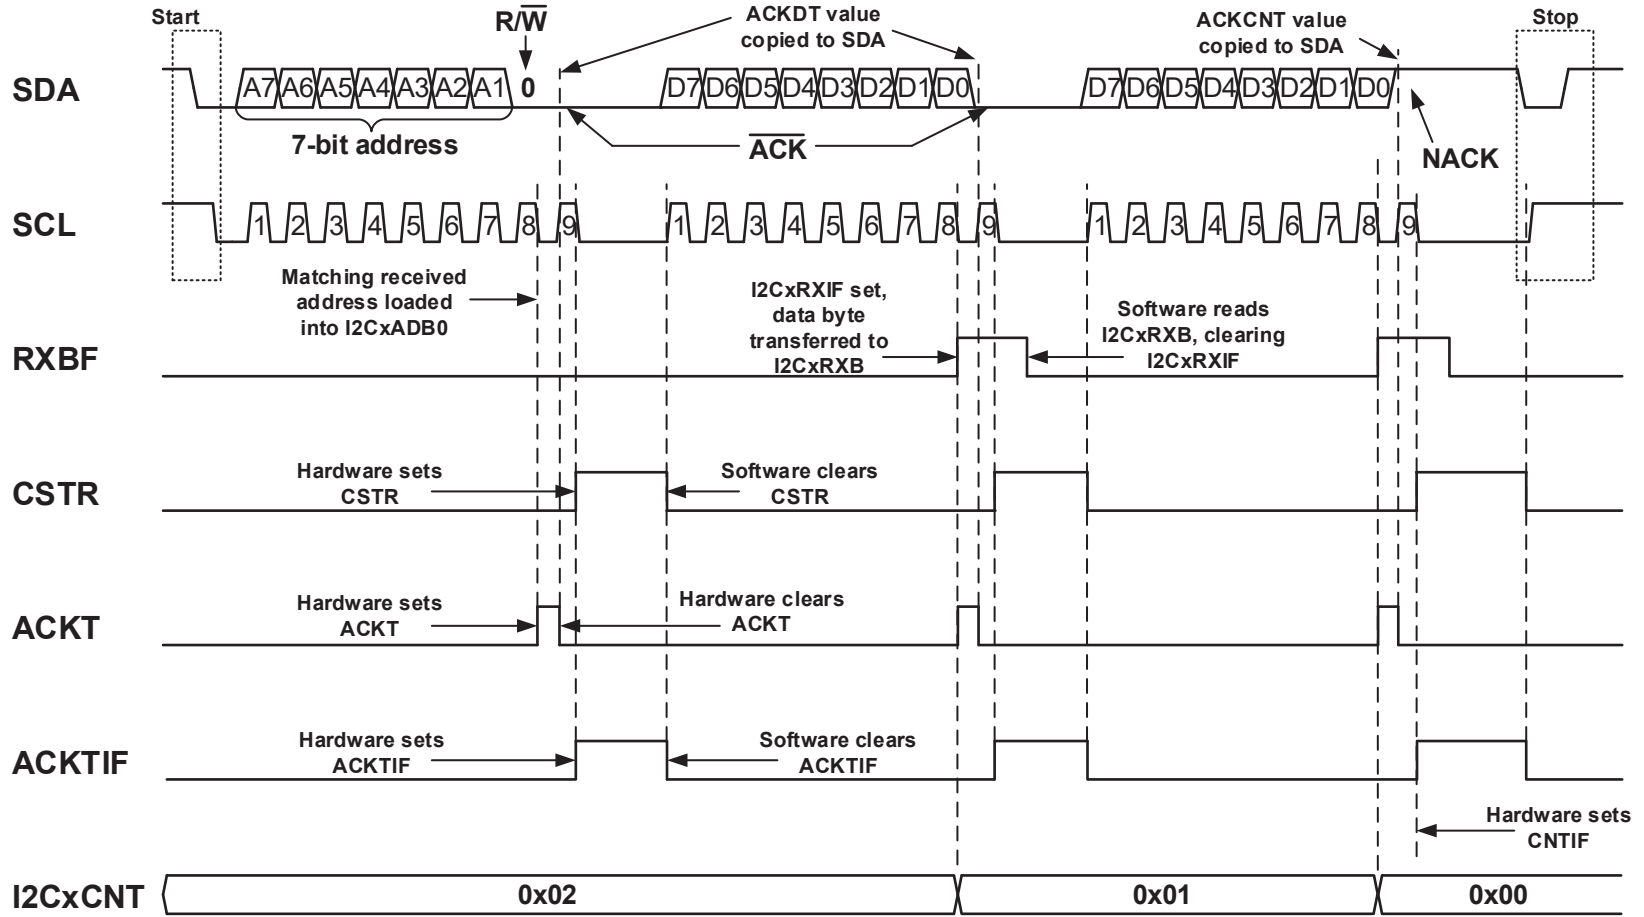 Start
R/W
ACKDT value
copied to SDA
ACKCNT value
copied to SDA
Stop
SDA
A7 A6 A5 A4 A3 A2 A1 0
D7 D6 D5 D4 D3 D2 D1 D0
D7 D6 D5 D4 D3 D2 D1 D0
7-bit address
ACK
NACK
SCL
1 2 3 4 5 6 7 8 9
1 2 3 4 5 6 7 8 9
1 2 3 4 5 6 7 8 9
Matching received
address loaded
into I2CxADB0
I2CxRXIF set,
data byte
transferred to
I2CxRXB
Software reads
I2CxRXB, clearing
I2CxRXIF
RXBF
Hardware sets
CSTR
Software clears
CSTR
CSTR
Hardware sets
ACKT
Hardware clears
ACKT
ACKT
Hardware sets
ACKTIF
Software clears
ACKTIF
ACKTIF
Hardware sets
CNTIF
I2CxCNT
0x02
0x01
0x00